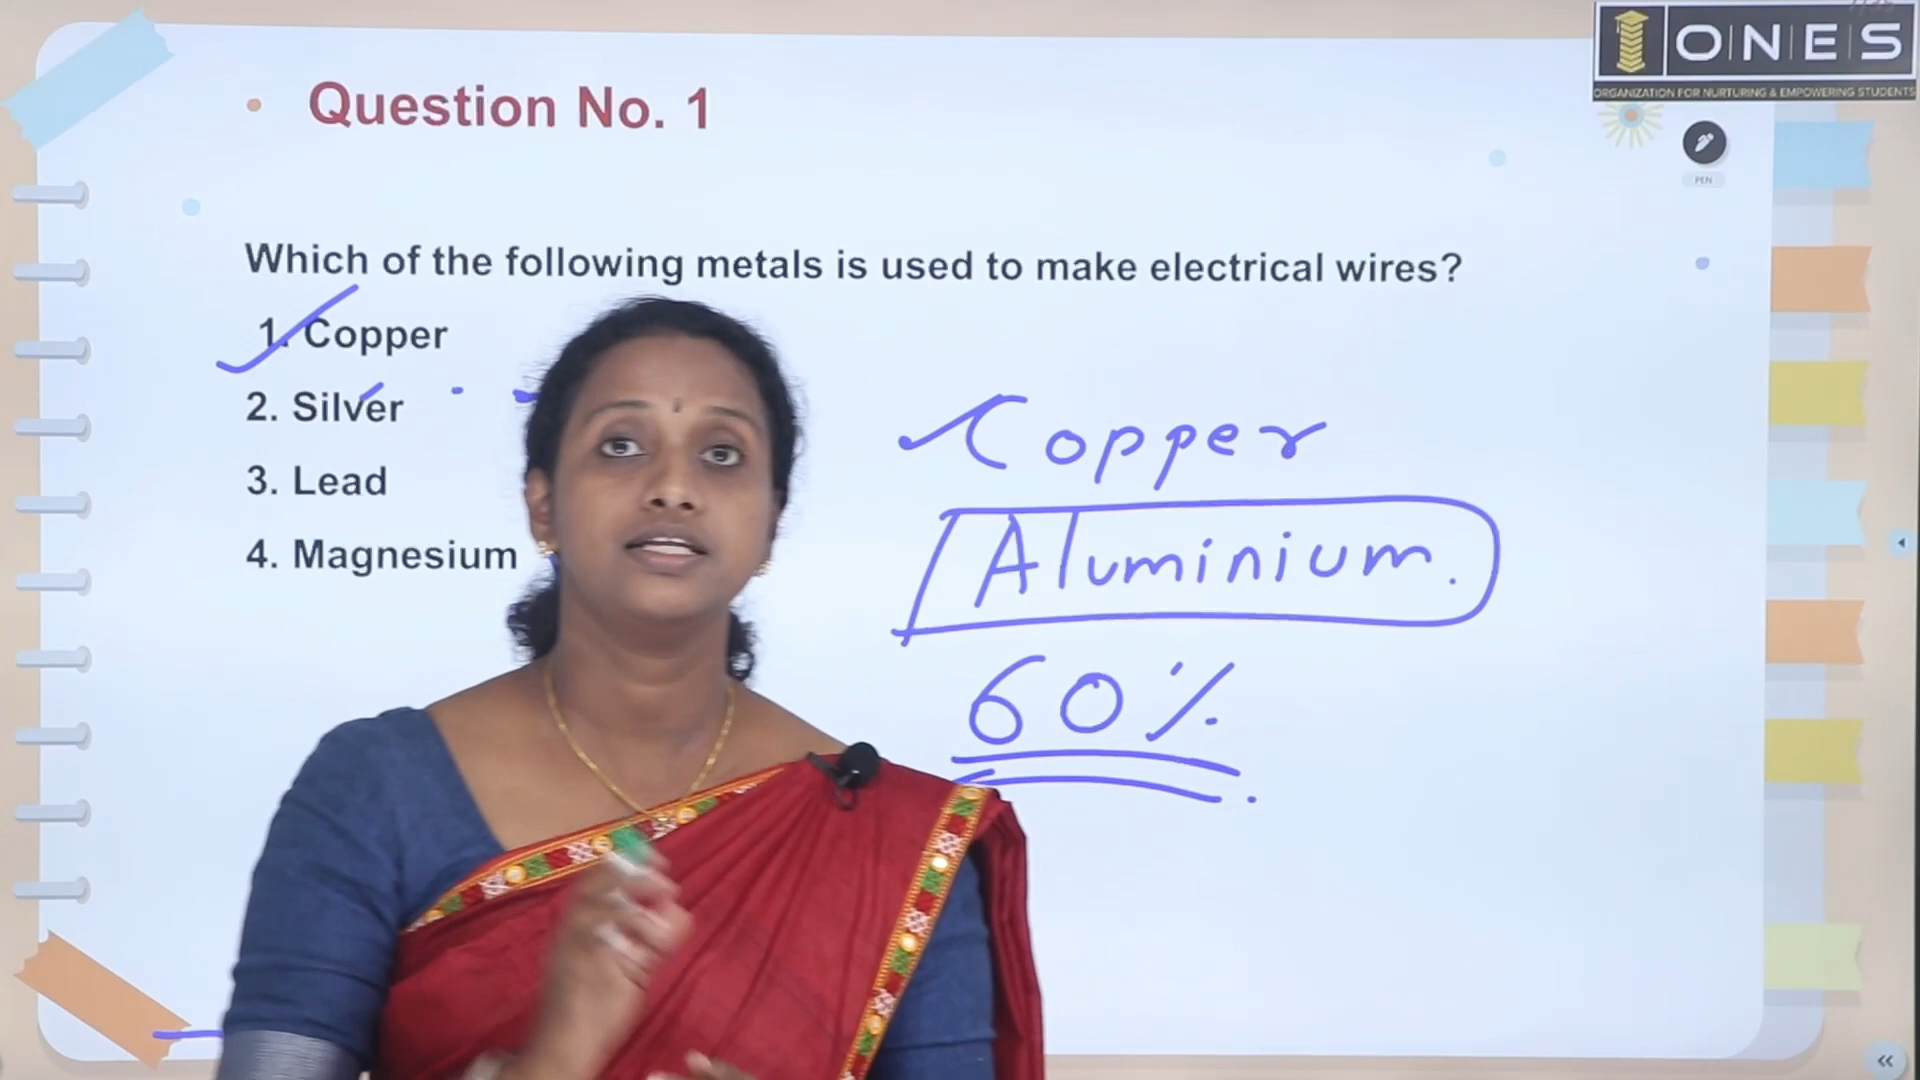 ONES
ORGANIZATION FOR NURTURING & EMPOWERING STUDENTS
• Question No. 1
PEN
Which of the following metals is used to make electrical wires?
1. Copper
2. Silver
3. Lead
4. Magnesium
Copper
Aluminium.
60%